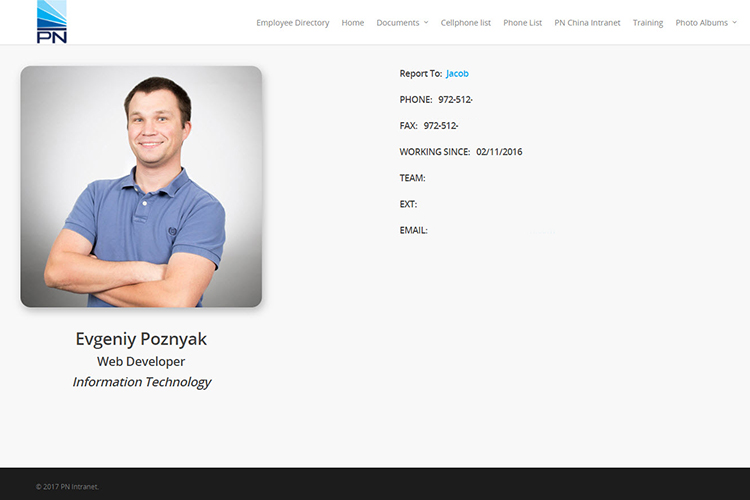 PN
Employee Directory Home Documents Cellphone list Phone List PN China Intranet Training Photo Albums
Report To: Jacob
PHONE: 972-512-
FAX: 972-512-
WORKING SINCE: 02/11/2016
TEAM:
EXT:
EMAIL:
Evgeniy Poznyak
Web Developer
Information Technology
© 2017 PN Intranet.